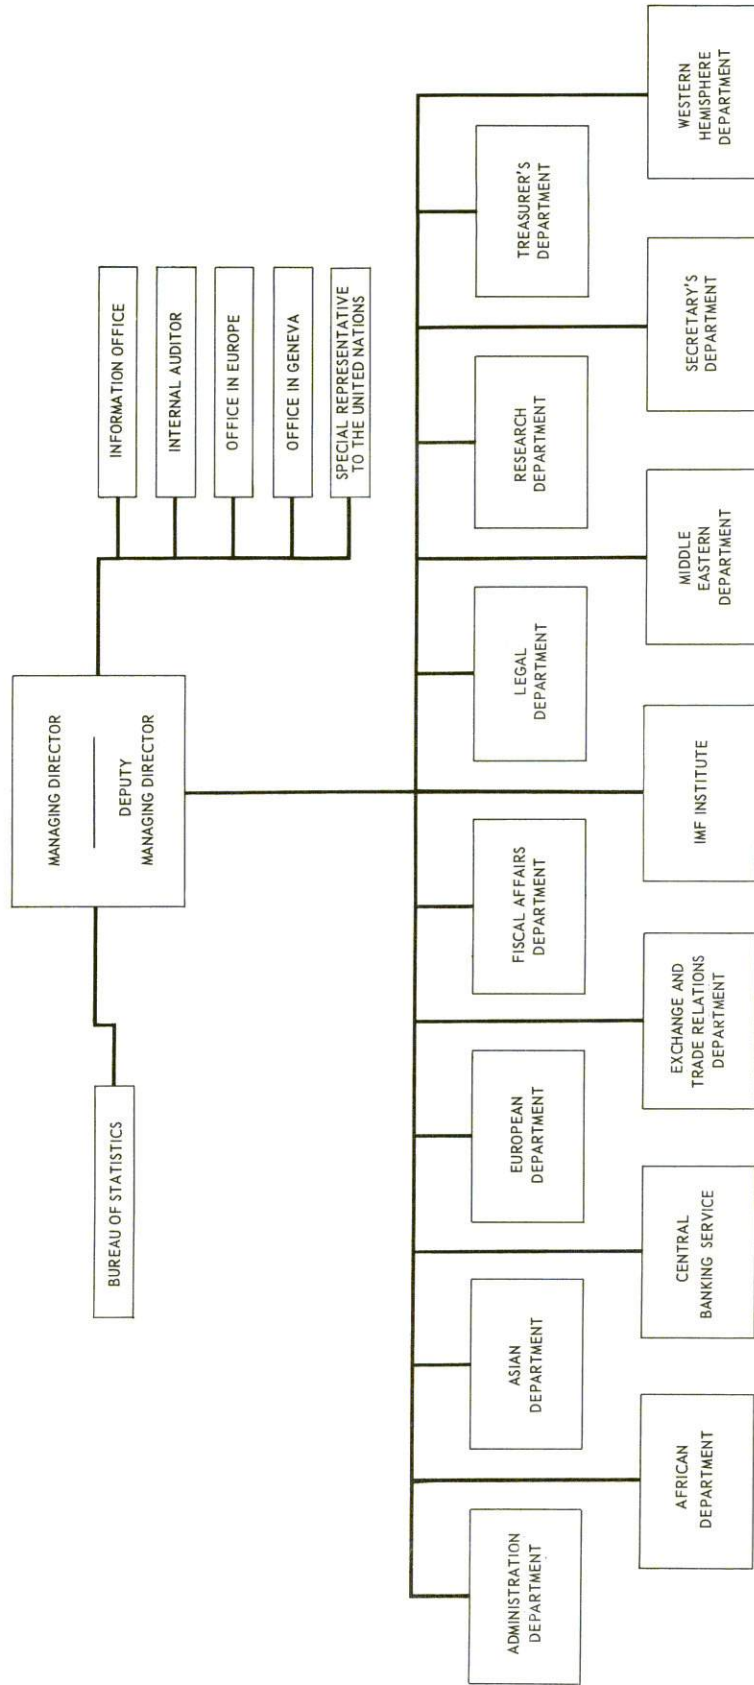 MANAGING DIRECTOR
DEPUTY
MANAGING DIRECTOR
BUREAU OF STATISTICS
INFORMATION OFFICE
INTERNAL AUDITOR
OFFICE IN EUROPE
OFFICE IN GENEVA
SPECIAL REPRESENTATIVE
TO THE UNITED NATIONS
ADMINISTRATION
DEPARTMENT
ASIAN
DEPARTMENT
EUROPEAN
DEPARTMENT
FISCAL AFFAIRS
DEPARTMENT
LEGAL
DEPARTMENT
RESEARCH
DEPARTMENT
TREASURER'S
DEPARTMENT
AFRICAN
DEPARTMENT
CENTRAL
BANKING SERVICE
EXCHANGE AND
TRADE RELATIONS
DEPARTMENT
IMF INSTITUTE
MIDDLE
EASTERN
DEPARTMENT
SECRETARY'S
DEPARTMENT
WESTERN
HEMISPHERE
DEPARTMENT